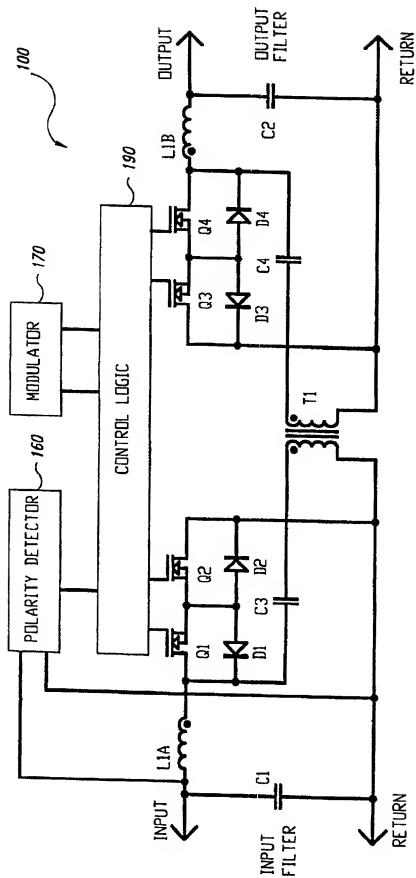 100
160
POLARITY DETECTOR
170
MODULATOR
190
CONTROL LOGIC
INPUT
L1A
Q1
Q2
D1
D2
C3
C1
INPUT
FILTER
RETURN
T1
Q3
Q4
D3
D4
C4
L1B
OUTPUT
C2
OUTPUT
FILTER
RETURN